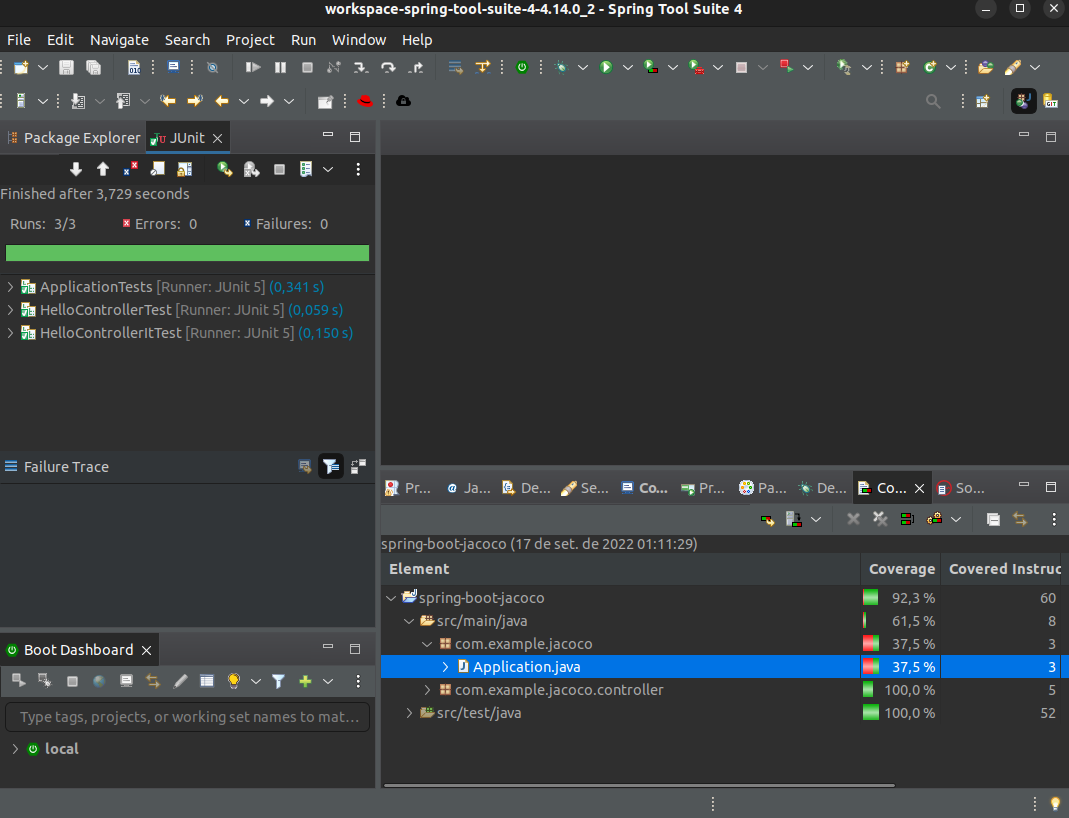 workspace-spring-tool-suite-4-4.14.0_2 - Spring Tool Suite 4
File Edit Navigate Search Project Run Window Help
Package Explorer JUnit
Finished after 3,729 seconds
Runs: 3/3 Errors: 0 Failures: 0
ApplicationTests [Runner: JUnit 5] (0,341 s)
HelloControllerTest [Runner: JUnit 5] (0,059 s)
HelloControllerItTest [Runner: JUnit 5] (0,150 s)
Failure Trace
Boot Dashboard
Type tags, projects, or working set names to mat...
local
Pr... Ja... De... Se... Co... Pr... Pa... De... Co... So...
spring-boot-jacoco (17 de set. de 2022 01:11:29)
Element Coverage Covered Instruc
spring-boot-jacoco 92,3 % 60
src/main/java 61,5 % 8
com.example.jacoco 37,5 % 3
Application.java 37,5 % 3
com.example.jacoco.controller 100,0 % 5
src/test/java 100,0 % 52